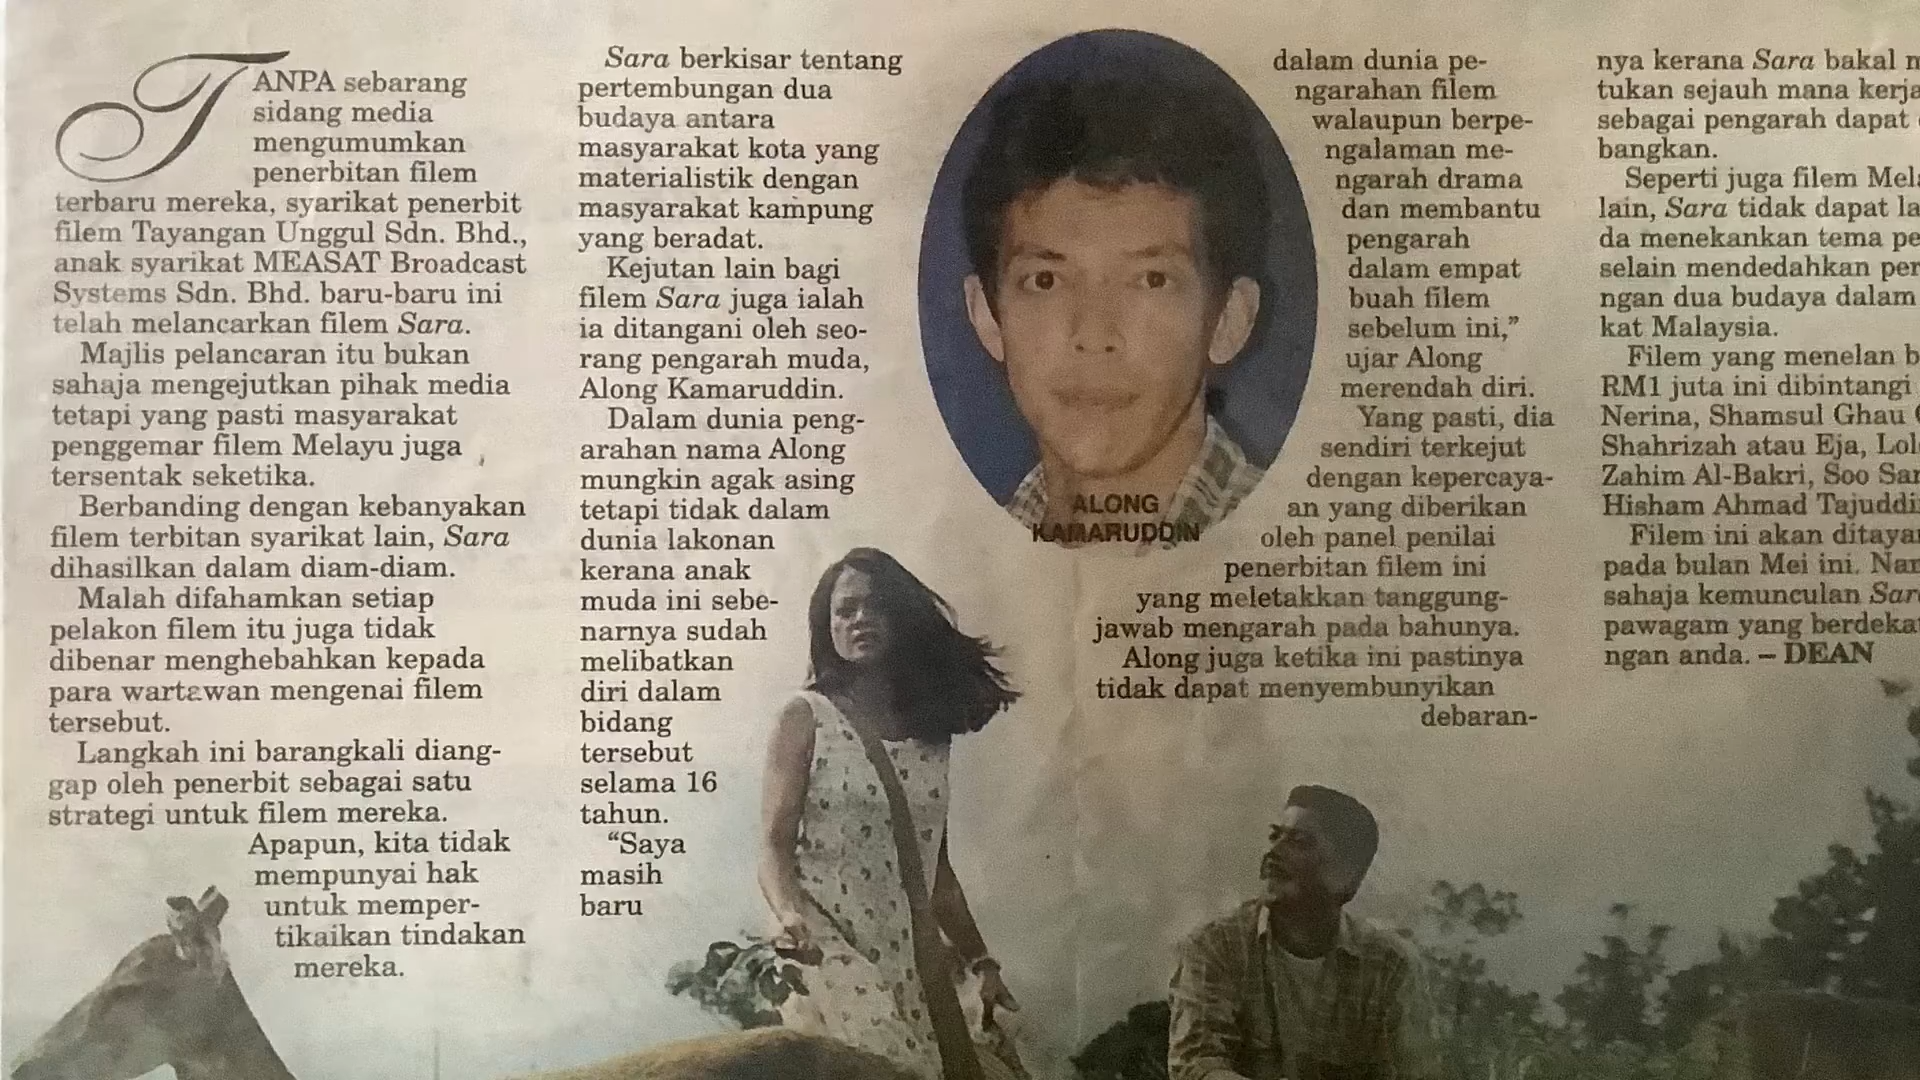 TANPA sebarang
sidang media
mengumumkan
penerbitan filem
terbaru mereka, syarikat penerbit
filem Tayangan Unggul Sdn. Bhd.,
anak syarikat MEASAT Broadcast
Systems Sdn. Bhd. baru-baru ini
telah melancarkan filem Sara.
Majlis pelancaran itu bukan
sahaja mengejutkan pihak media
tetapi yang pasti masyarakat
penggemar filem Melayu juga
tersentak seketika.
Berbanding dengan kebanyakan
filem terbitan syarikat lain, Sara
dihasilkan dalam diam-diam.
Malah difahamkan setiap
pelakon filem itu juga tidak
dibenar menghebahkan kepada
para wartawan mengenai filem
tersebut.
Langkah ini barangkali diang-
gap oleh penerbit sebagai satu
strategi untuk filem mereka.
Apapun, kita tidak
mempunyai hak
untuk memper-
tikaikan tindakan
mereka.
Sara berkisar tentang
pertembungan dua
budaya antara
masyarakat kota yang
materialistik dengan
masyarakat kampung
yang beradat.
Kejutan lain bagi
filem Sara juga ialah
ia ditangani oleh seo-
rang pengarah muda,
Along Kamaruddin.
Dalam dunia peng-
arahan nama Along
mungkin agak asing
tetapi tidak dalam
dunia lakonan
kerana anak
muda ini sebe-
narnya sudah
melibatkan
diri dalam
bidang
tersebut
selama 16
tahun.
“Saya
masih
baru
ALONG
KAMARUDDIN
dalam dunia pe-
ngarahan filem
walaupun berpe-
ngalaman me-
ngarah drama
dan membantu
pengarah
dalam empat
buah filem
sebelum ini,”
ujar Along
merendah diri.
Yang pasti, dia
sendiri terkejut
dengan kepercaya-
an yang diberikan
oleh panel penilai
penerbitan filem ini
yang meletakkan tanggung-
jawab mengarah pada bahunya.
Along juga ketika ini pastinya
tidak dapat menyembunyikan
debaran-
nya kerana Sara bakal
tukan sejauh mana
sebagai pengarah dapat
bangkan.
Seperti juga filem
lain, Sara tidak dapat
da menekankan tema
selain mendedahkan
ngan dua budaya dalam
kat Malaysia.
Filem yang menelan
RM1 juta ini dibintangi
Nerina, Shamsul Ghau
Shahrizah atau Eja,
Zahim Al-Bakri, Soo
Hisham Ahmad
Filem ini akan
pada bulan Mei ini.
sahaja kemunculan
pawagam yang
ngan anda. – DEAN